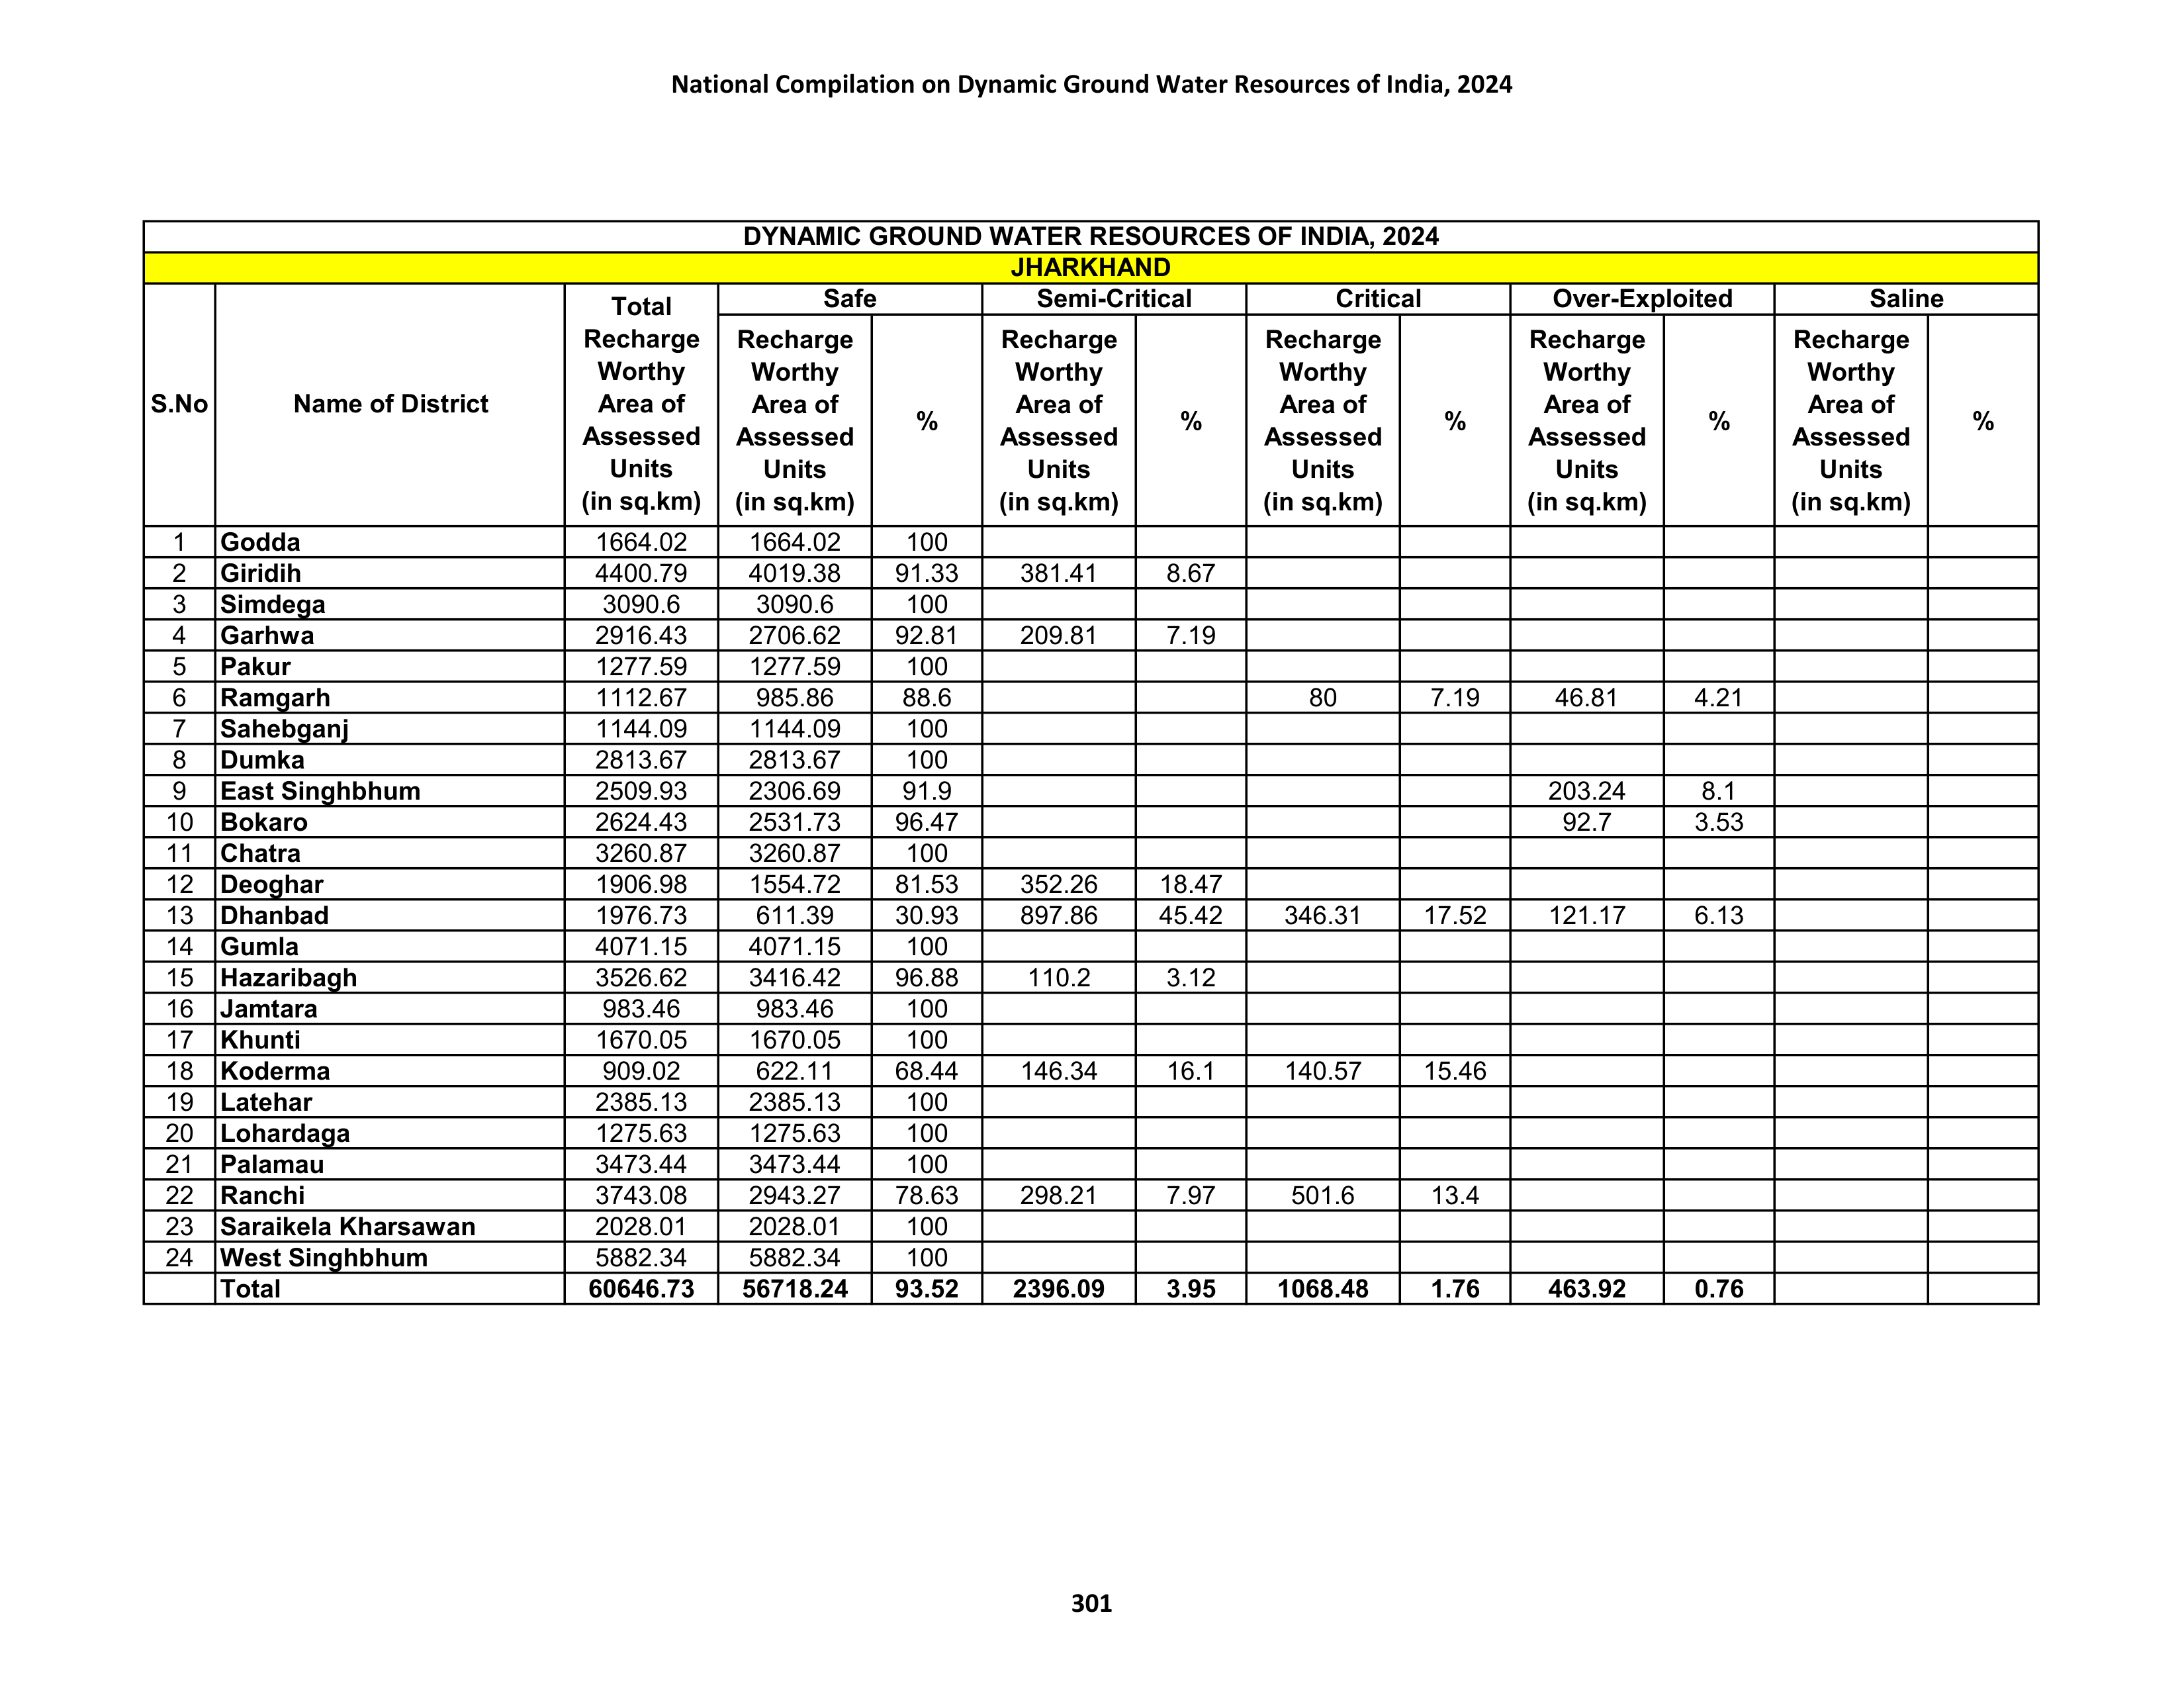 National Compilation on Dynamic Ground Water Resources of India, 2024
DYNAMIC GROUND WATER RESOURCES OF INDIA, 2024
JHARKHAND
S.No Name of District Total Recharge Worthy Area of Assessed Units (in sq.km) Safe Semi-Critical Critical Over-Exploited Saline
Recharge Worthy Area of Assessed Units (in sq.km) % Recharge Worthy Area of Assessed Units (in sq.km) % Recharge Worthy Area of Assessed Units (in sq.km) % Recharge Worthy Area of Assessed Units (in sq.km) % Recharge Worthy Area of Assessed Units (in sq.km) %
1 Godda 1664.02 1664.02 100
2 Giridih 4400.79 4019.38 91.33 381.41 8.67
3 Simdega 3090.6 3090.6 100
4 Garhwa 2916.43 2706.62 92.81 209.81 7.19
5 Pakur 1277.59 1277.59 100
6 Ramgarh 1112.67 985.86 88.6 80 7.19 46.81 4.21
7 Sahebganj 1144.09 1144.09 100
8 Dumka 2813.67 2813.67 100
9 East Singhbhum 2509.93 2306.69 91.9 203.24 8.1
10 Bokaro 2624.43 2531.73 96.47 92.7 3.53
11 Chatra 3260.87 3260.87 100
12 Deoghar 1906.98 1554.72 81.53 352.26 18.47
13 Dhanbad 1976.73 611.39 30.93 897.86 45.42 346.31 17.52 121.17 6.13
14 Gumla 4071.15 4071.15 100
15 Hazaribagh 3526.62 3416.42 96.88 110.2 3.12
16 Jamtara 983.46 983.46 100
17 Khunti 1670.05 1670.05 100
18 Koderma 909.02 622.11 68.44 146.34 16.1 140.57 15.46
19 Latehar 2385.13 2385.13 100
20 Lohardaga 1275.63 1275.63 100
21 Palamau 3473.44 3473.44 100
22 Ranchi 3743.08 2943.27 78.63 298.21 7.97 501.6 13.4
23 Saraikela Kharsawan 2028.01 2028.01 100
24 West Singhbhum 5882.34 5882.34 100
Total 60646.73 56718.24 93.52 2396.09 3.95 1068.48 1.76 463.92 0.76
301